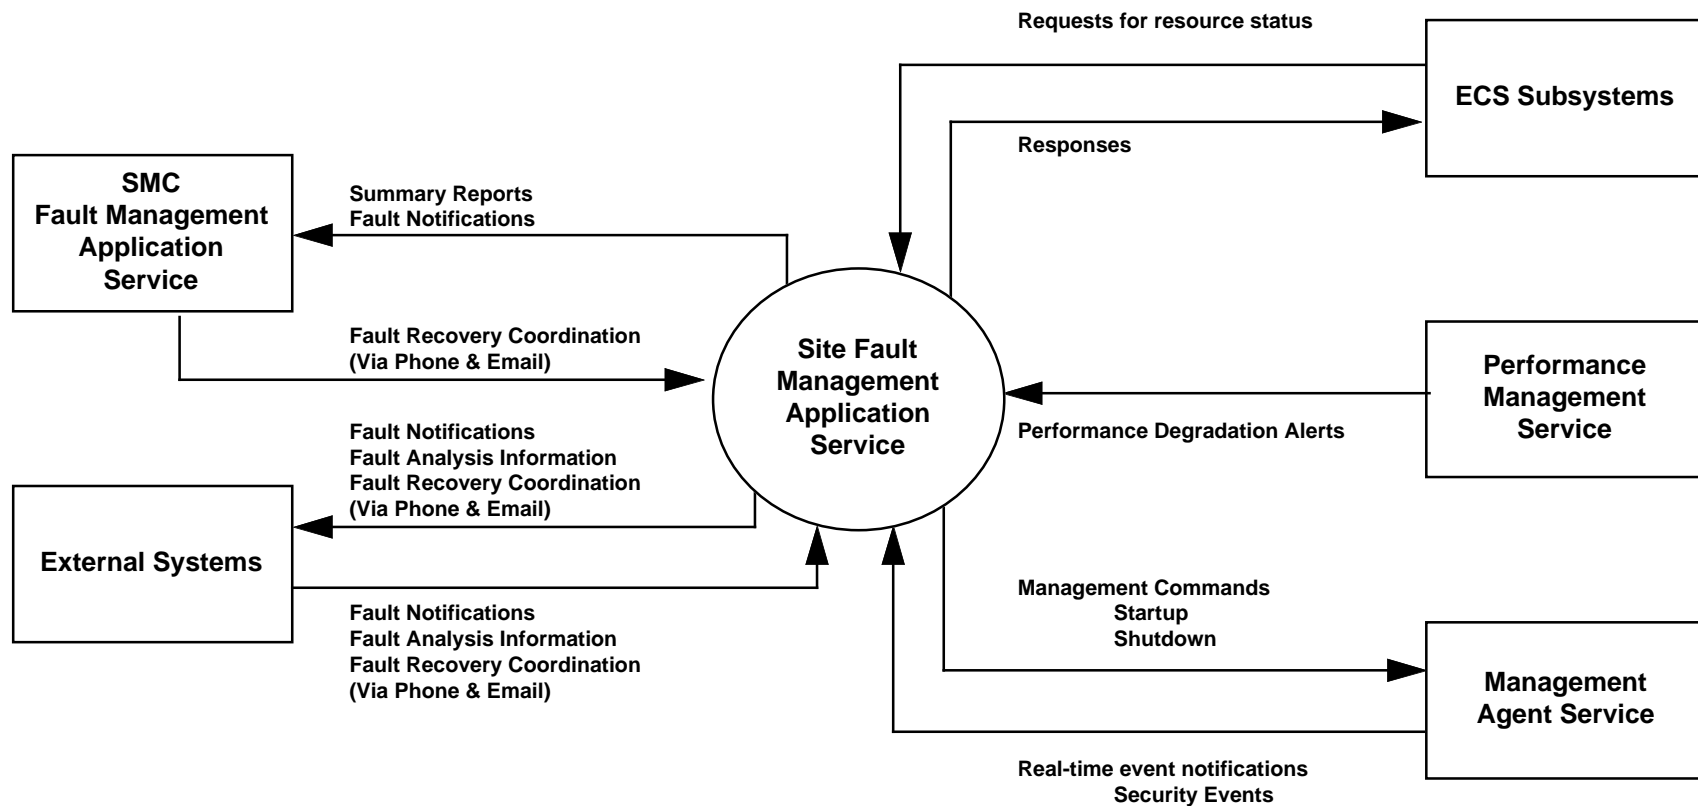 Requests for resource status
ECS Subsystems
Responses
SMC
Fault Management
Application
Service
Summary Reports
Fault Notifications
Fault Recovery Coordination
(Via Phone & Email)
Site Fault
Management
Application
Service
Performance
Management
Service
Performance Degradation Alerts
Fault Notifications
Fault Analysis Information
Fault Recovery Coordination
(Via Phone & Email)
External Systems
Fault Notifications
Fault Analysis Information
Fault Recovery Coordination
(Via Phone & Email)
Management Commands
Startup
Shutdown
Management
Agent Service
Real-time event notifications
Security Events